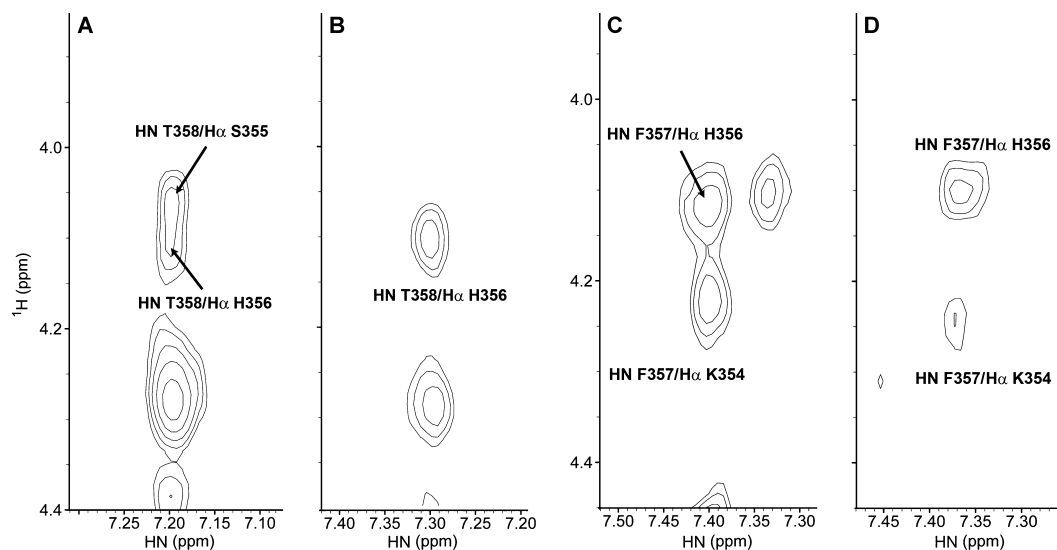 A
B
C
D
HN T358/Hα S355
HN T358/Hα H356
HN T358/Hα H356
HN F357/Hα H356
HN F357/Hα K354
HN F357/Hα H356
HN F357/Hα K354
4.0
4.2
4.4
¹H (ppm)
4.0
4.2
4.4
7.25 7.20 7.15 7.10
HN (ppm)
7.40 7.35 7.30 7.25 7.20
HN (ppm)
7.50 7.45 7.40 7.35 7.30
HN (ppm)
7.45 7.40 7.35 7.30
HN (ppm)